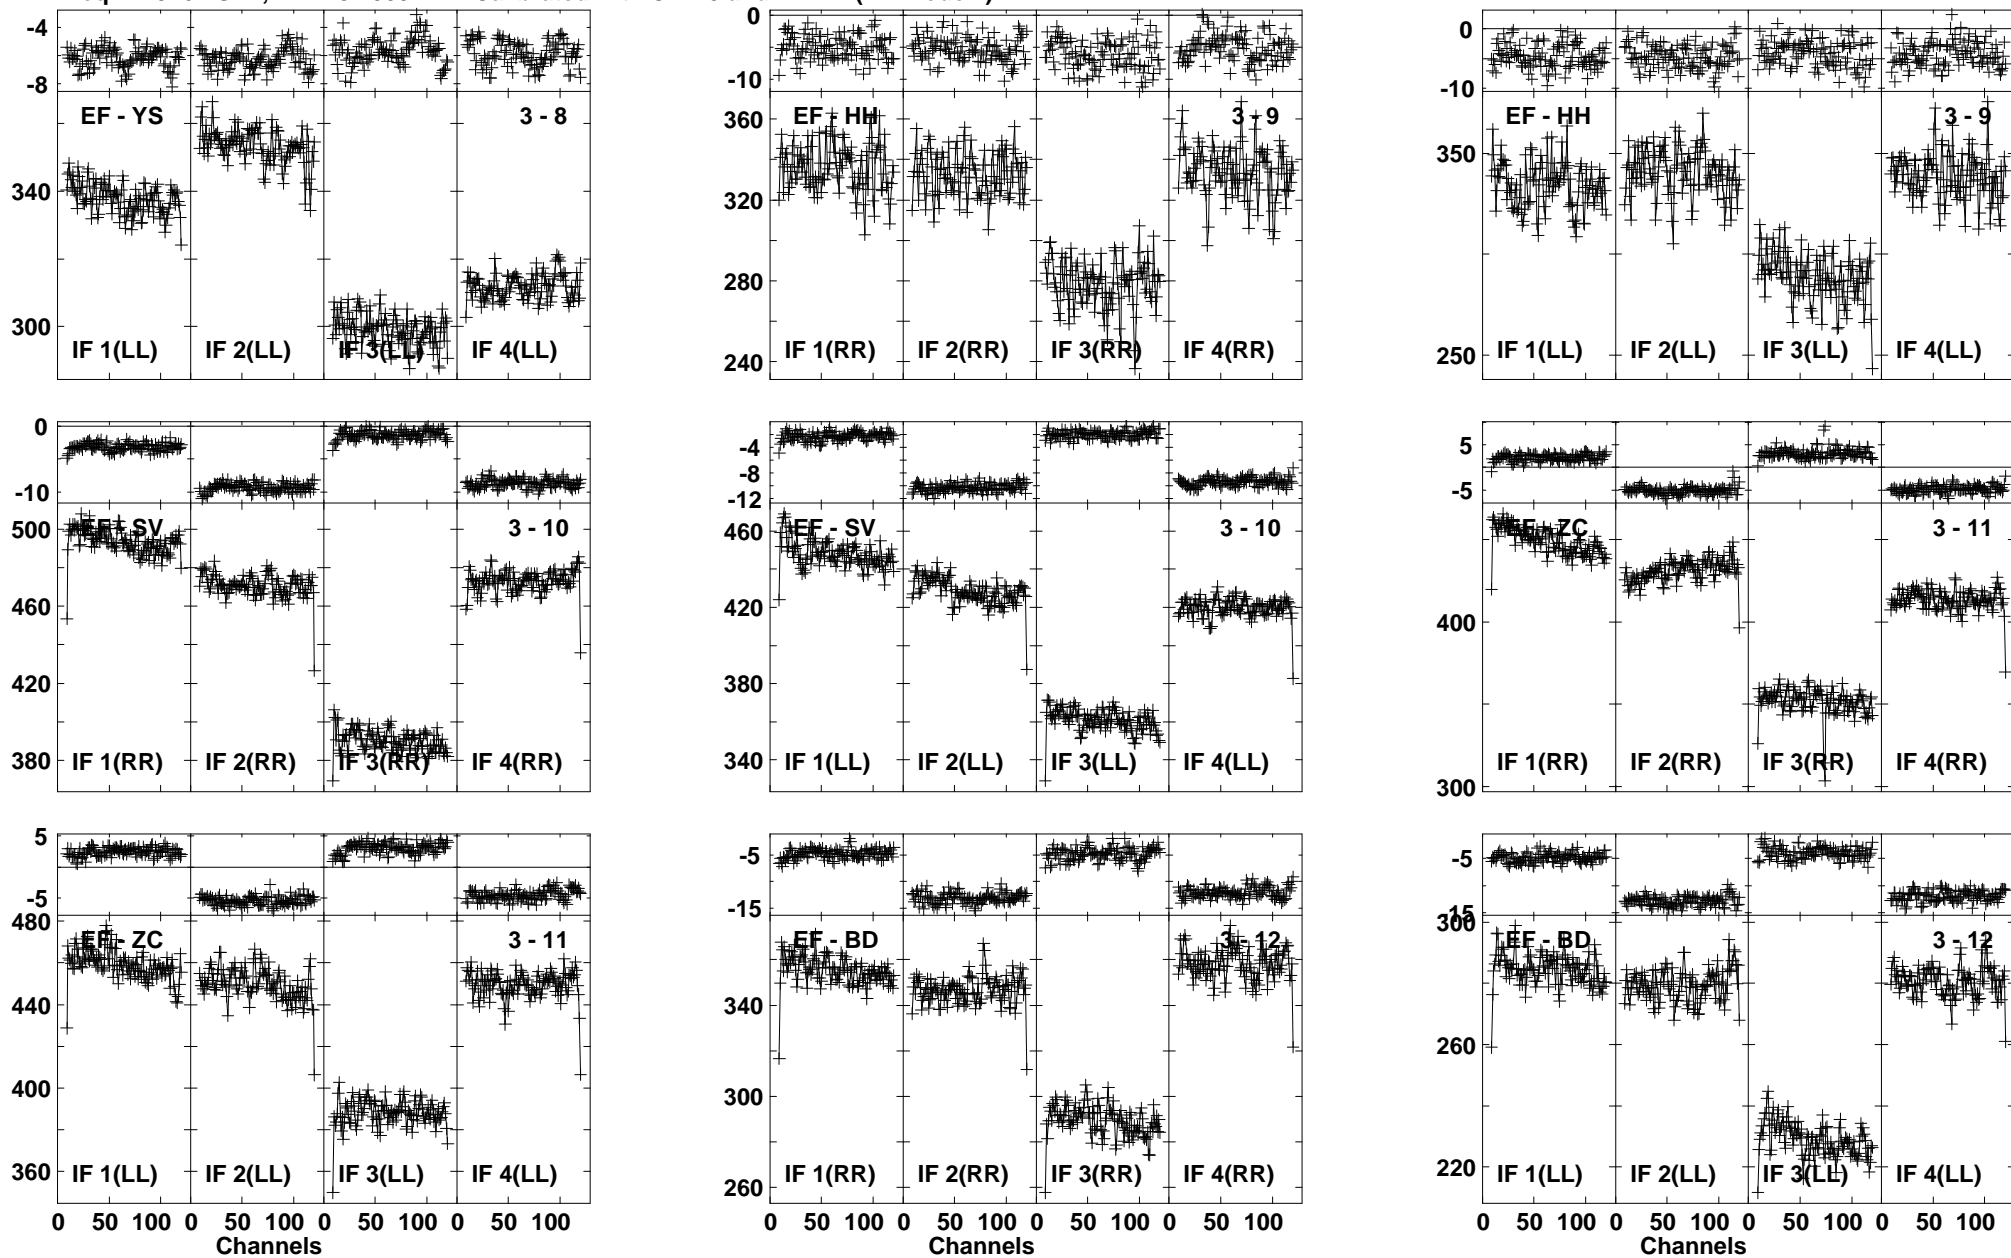 -4
-8
EF - YS 3 - 8
340
300
IF 1(LL) IF 2(LL) IF 3(LL) IF 4(LL)
0
-10
360
EF - HH 3 - 9
320
280
240
IF 1(RR) IF 2(RR) IF 3(RR) IF 4(RR)
0
-10
EF - HH 3 - 9
350
250
IF 1(LL) IF 2(LL) IF 3(LL) IF 4(LL)
0
-10
500
EF - SV 3 - 10
460
420
380
IF 1(RR) IF 2(RR) IF 3(RR) IF 4(RR)
-4
-8
-12
460
EF - SV 3 - 10
420
380
340
IF 1(LL) IF 2(LL) IF 3(LL) IF 4(LL)
5
-5
EF - ZC 3 - 11
400
300
IF 1(RR) IF 2(RR) IF 3(RR) IF 4(RR)
5
-5
480
EF - ZC 3 - 11
440
400
360
IF 1(LL) IF 2(LL) IF 3(LL) IF 4(LL)
0 50 100 0 50 100 0 50 100 0 50 100
Channels
-5
-15
EF - BD 3 - 12
340
300
260
IF 1(RR) IF 2(RR) IF 3(RR) IF 4(RR)
0 50 100 0 50 100 0 50 100 0 50 100
Channels
-5
-15
300
EF - BD 3 - 12
260
220
IF 1(LL) IF 2(LL) IF 3(LL) IF 4(LL)
0 50 100 0 50 100 0 50 100 0 50 100
Channels